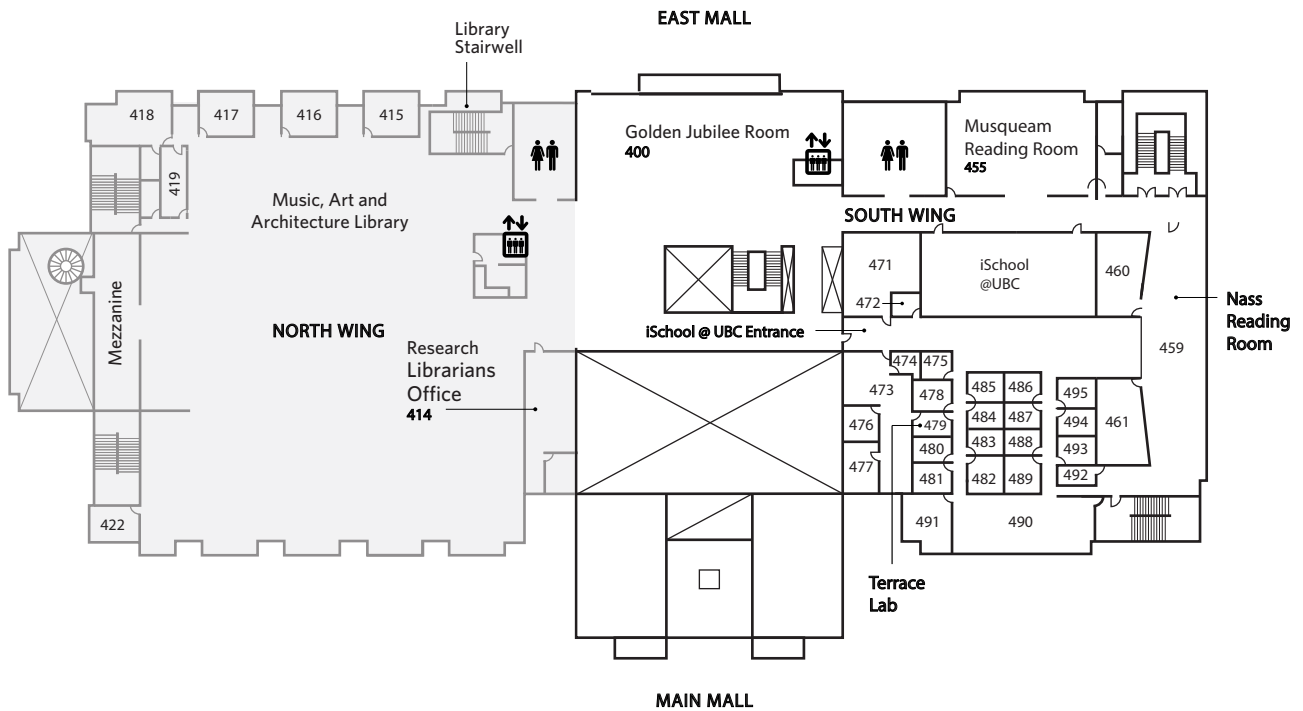 EAST MALL
Library
Stairwell
418
417
416
415
419
Music, Art and
Architecture Library
Golden Jubilee Room
400
Musqueam
Reading Room
455
SOUTH WING
Mezzanine
NORTH WING
471
472
iSchool
@UBC
460
Nass
Reading
Room
iSchool @ UBC Entrance
459
Research
Librarians
Office
414
474
475
473
478
485
486
495
476
479
484
487
494
461
480
483
488
493
477
481
482
489
492
422
491
490
Terrace
Lab
MAIN MALL